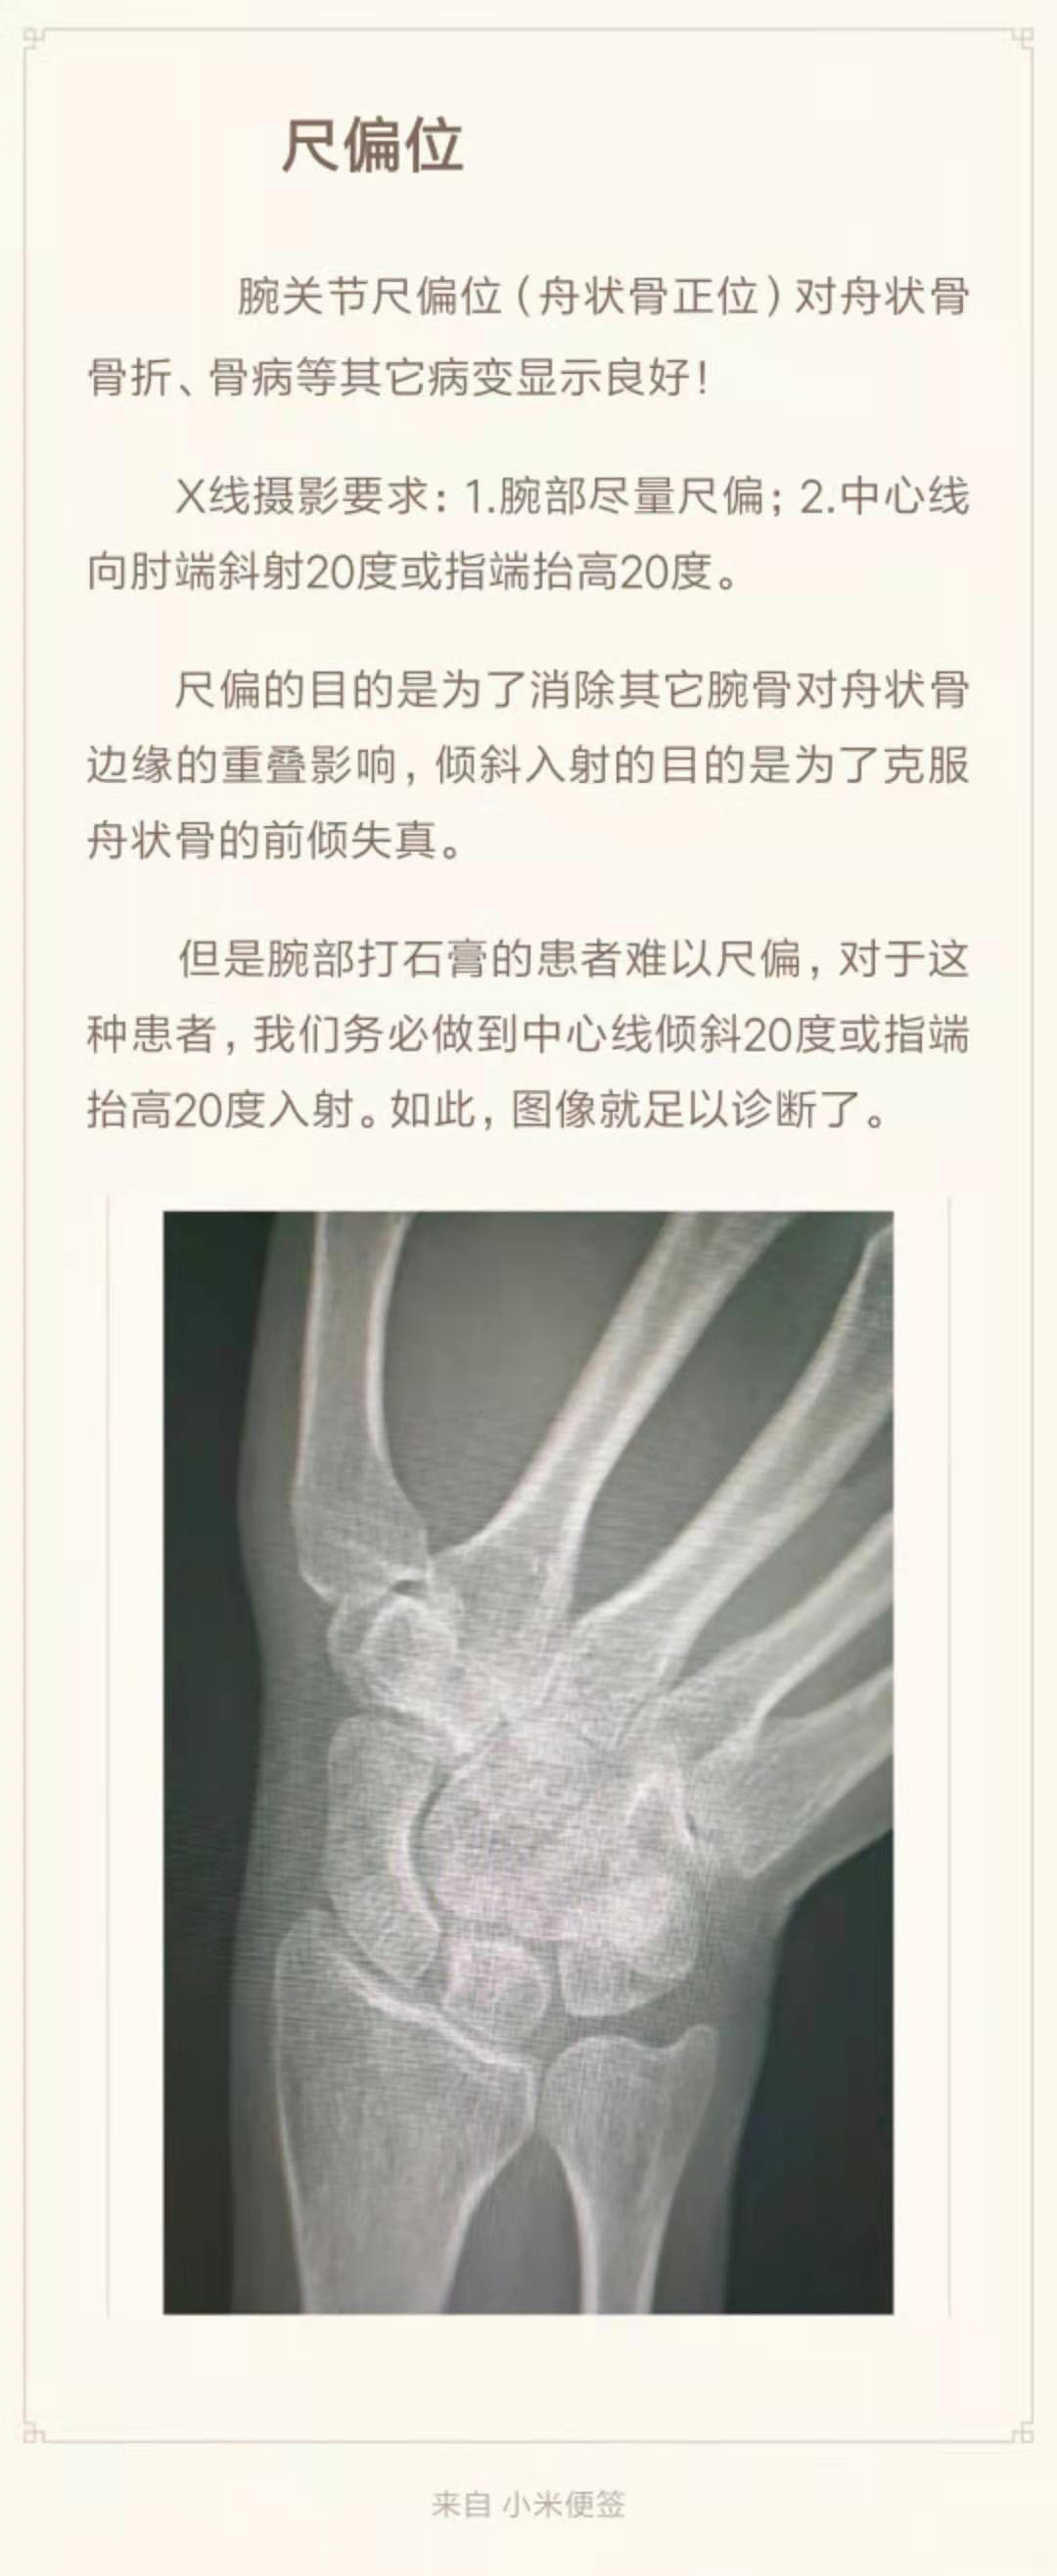 尺偏位
腕关节尺偏位(舟状骨正位)对舟状骨
骨折、骨病等其它病变显示良好!
X线摄影要求:1.腕部尽量尺偏;2.中心线
向肘端斜射20度或指端抬高20度。
尺偏的目的是为了消除其它腕骨对舟状骨
边缘的重叠影响,倾斜入射的目的是为了克服
舟状骨的前倾失真。
但是腕部打石膏的患者难以尺偏,对于这
种患者,我们务必做到中心线倾斜20度或指端
抬高20度入射。如此,图像就足以诊断了。
来自 小米便签